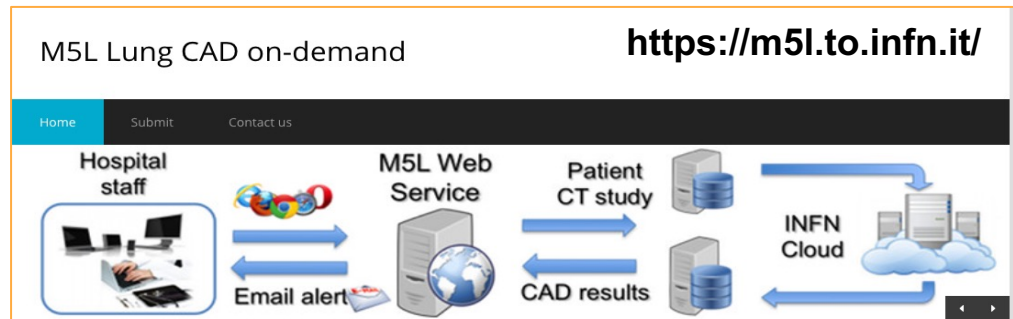 M5L Lung CAD on-demand
https://m5l.to.infn.it/
Home
Submit
Contact us
Hospital
staff
M5L Web
Service
Patient
CT study
INFN
Cloud
Email alert
CAD results